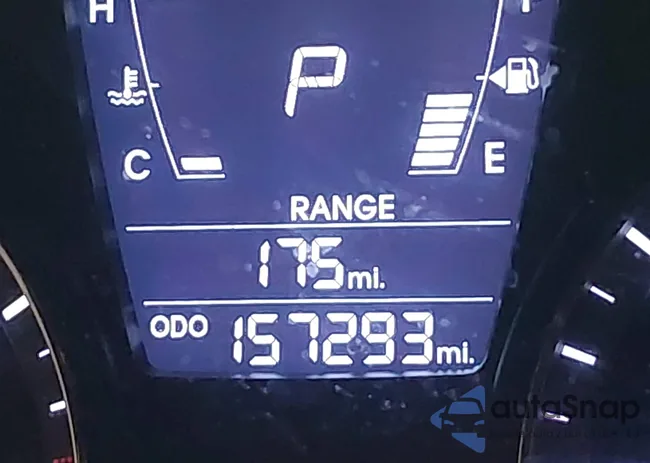 H
P
C E
RANGE
175 mi.
ODO 157293 mi.
autoSnap